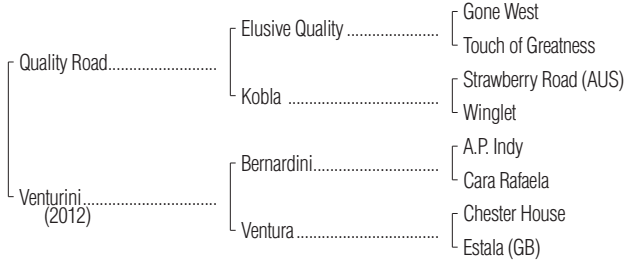 Gone West
Elusive Quality
Touch of Greatness
Quality Road
Strawberry Road (AUS)
Kobla
Winglet
A.P. Indy
Bernardini
Cara Rafaela
Venturini
(2012)
Chester House
Ventura
Estala (GB)